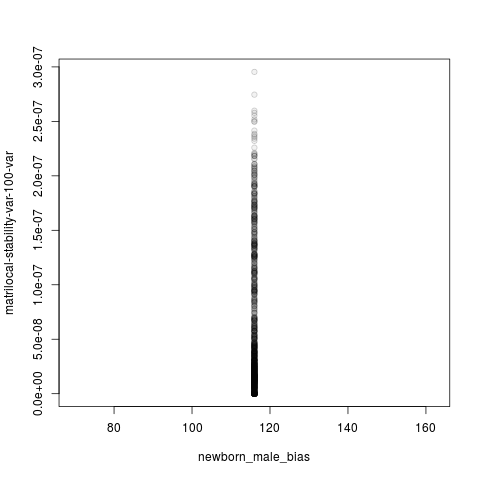 matrilocal-stability-var-100-var
3.0e-07
2.5e-07
2.0e-07
1.5e-07
1.0e-07
5.0e-08
0.0e+00
80 100 120 140 160
newborn_male_bias